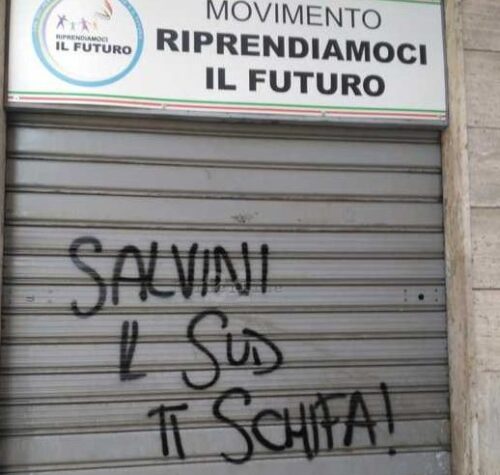 MOVIMENTO
RIPRENDIAMOCI
IL FUTURO
RIPRENDIAMOCI
IL FUTURO
SALVINI
IL SUD
TI SCHIFA!